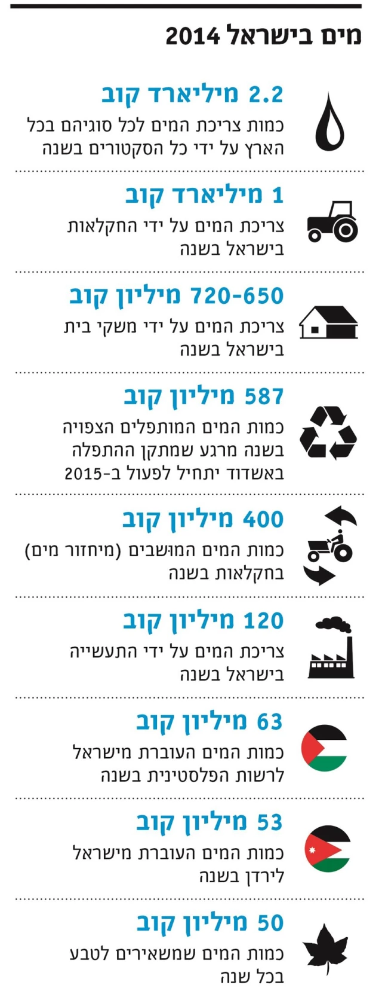 מים בישראל 2014
2.2 מיליארד קוב
כמות צריכת המים לכל סוגיהם בכל
הארץ על ידי כל הסקטורים בשנה
1 מיליארד קוב
צריכת המים על ידי החקלאות
בישראל בשנה
720-650 מיליון קוב
צריכת המים על ידי משקי בית
בישראל בשנה
587 מיליון קוב
כמות המים המותפלים הצפויה
בשנה מרגע שמתקן ההתפלה
באשדוד יתחיל לפעול ב-2015
400 מיליון קוב
כמות המים המוּשבים (מיחזור מים)
בחקלאות בשנה
120 מיליון קוב
צריכת המים על ידי התעשייה
בישראל בשנה
63 מיליון קוב
כמות המים העוברת מישראל
לרשות הפלסטינית בשנה
53 מיליון קוב
כמות המים העוברת מישראל
לירדן בשנה
50 מיליון קוב
כמות המים שמשאירים לטבע
בכל שנה